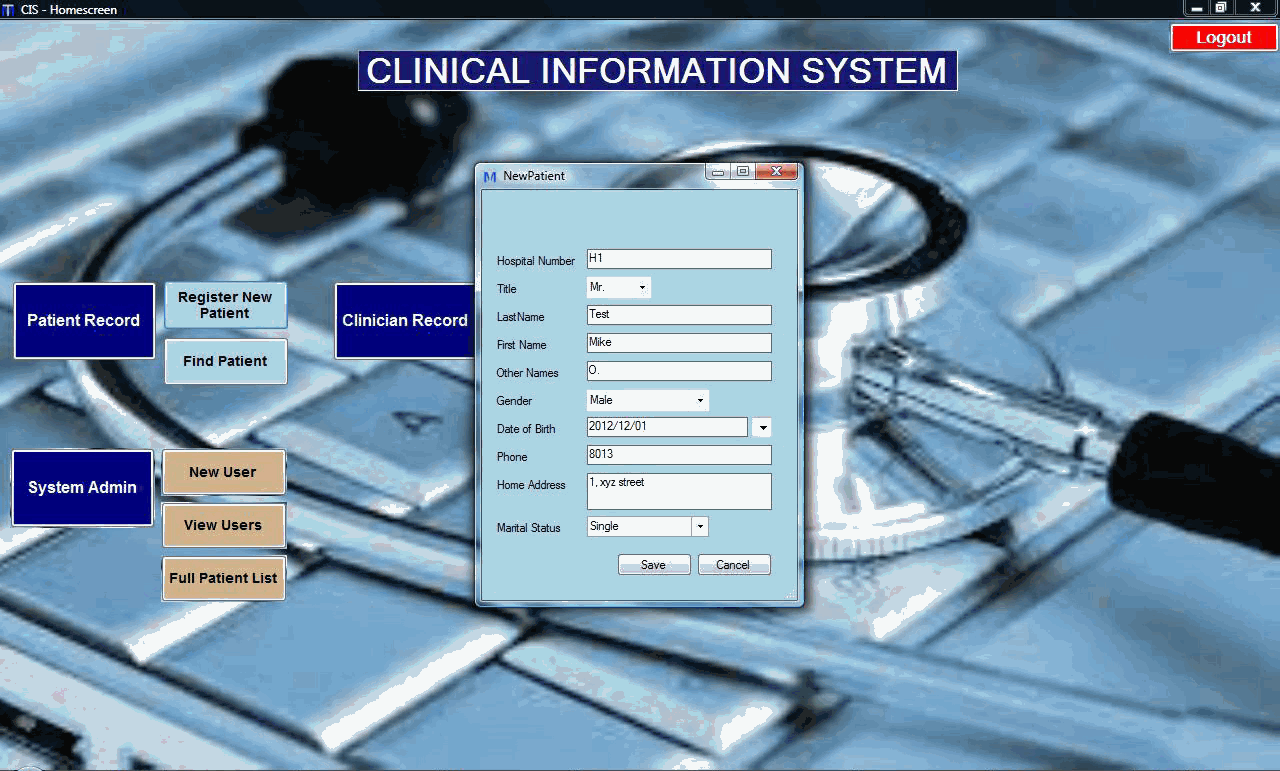 CIS - Homescreen
Logout
CLINICAL INFORMATION SYSTEM
NewPatient
Hospital Number H1
Title Mr.
LastName Test
First Name Mike
Other Names O.
Gender Male
Date of Birth 2012/12/01
Phone 8013
Home Address 1, xyz street
Marital Status Single
Save Cancel
Patient Record
Register New
Patient
Find Patient
Clinician Record
System Admin
New User
View Users
Full Patient List